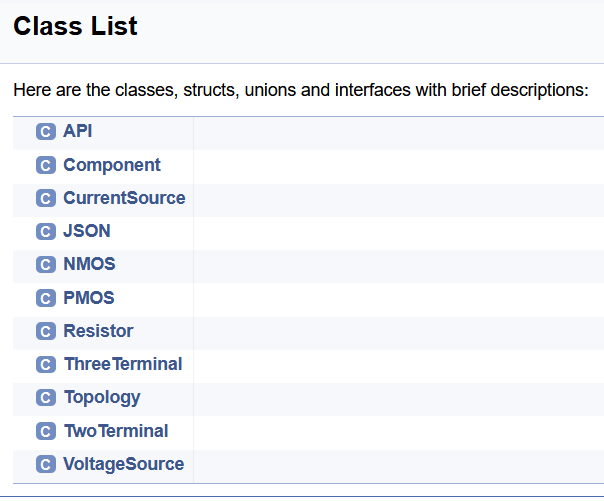 Class List
Here are the classes, structs, unions and interfaces with brief descriptions:
C API
C Component
C CurrentSource
C JSON
C NMOS
C PMOS
C Resistor
C ThreeTerminal
C Topology
C TwoTerminal
C VoltageSource